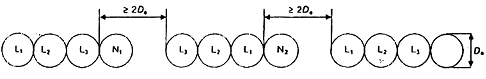 ≥ 2Dₑ ≥ 2Dₑ
L₁ L₂ L₃ N₁ L₃ L₂ L₁ N₂ L₁ L₂ L₃ Dₑ